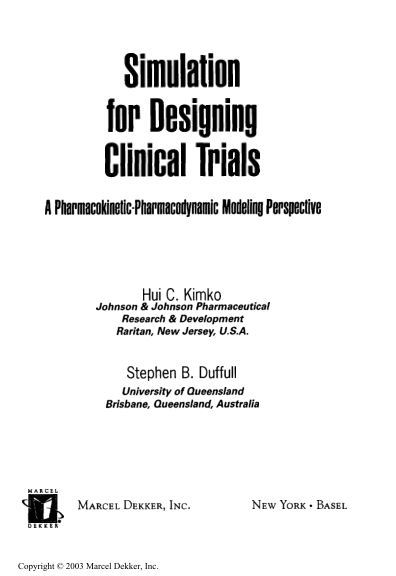 Simulation
for Designing
Clinical Trials
A Pharmacokinetic-Pharmacodynamic Modeling Perspective
Hui C. Kimko
Johnson & Johnson Pharmaceutical
Research & Development
Raritan, New Jersey, U.S.A.
Stephen B. Duffull
University of Queensland
Brisbane, Queensland, Australia
MARCEL
DEKKER
MARCEL DEKKER, INC.
NEW YORK • BASEL
Copyright © 2003 Marcel Dekker, Inc.